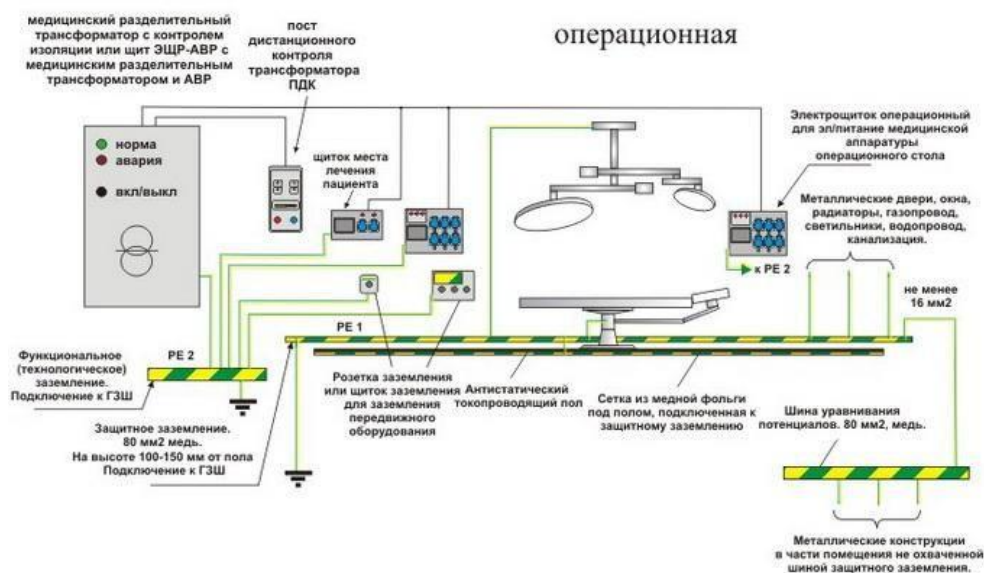 медицинский разделительный
трансформатор с контролем
изоляции или щит ЭЩР-АВР с
медицинским разделительным
трансформатором и АВР
пост
дистанционного
контроля
трансформатора
ПДК
операционная
норма
авария
вкл/выкл
щиток места
лечения
пациента
Электрощиток операционный
для эл/питание медицинской
аппаратуры
операционного стола
Металлические двери, окна,
радиаторы, газопровод,
светильники, водопровод,
канализация.
к РЕ 2
не менее
16 мм2
РЕ 1
РЕ 2
Функциональное
(технологическое)
заземление.
Подключение к ГЗШ
Защитное заземление.
80 мм2 медь.
На высоте 100-150 мм от пола
Подключение к ГЗШ
Розетка заземления
или щиток заземления
для заземления
передвижного
оборудования
Антистатический
токопроводящий пол
Сетка из медной фольги
под полом, подключенная к
защитному заземлению
Шина уравнивания
потенциалов. 80 мм2, медь.
Металлические конструкции
в части помещения не охваченной
шиной защитного заземления.